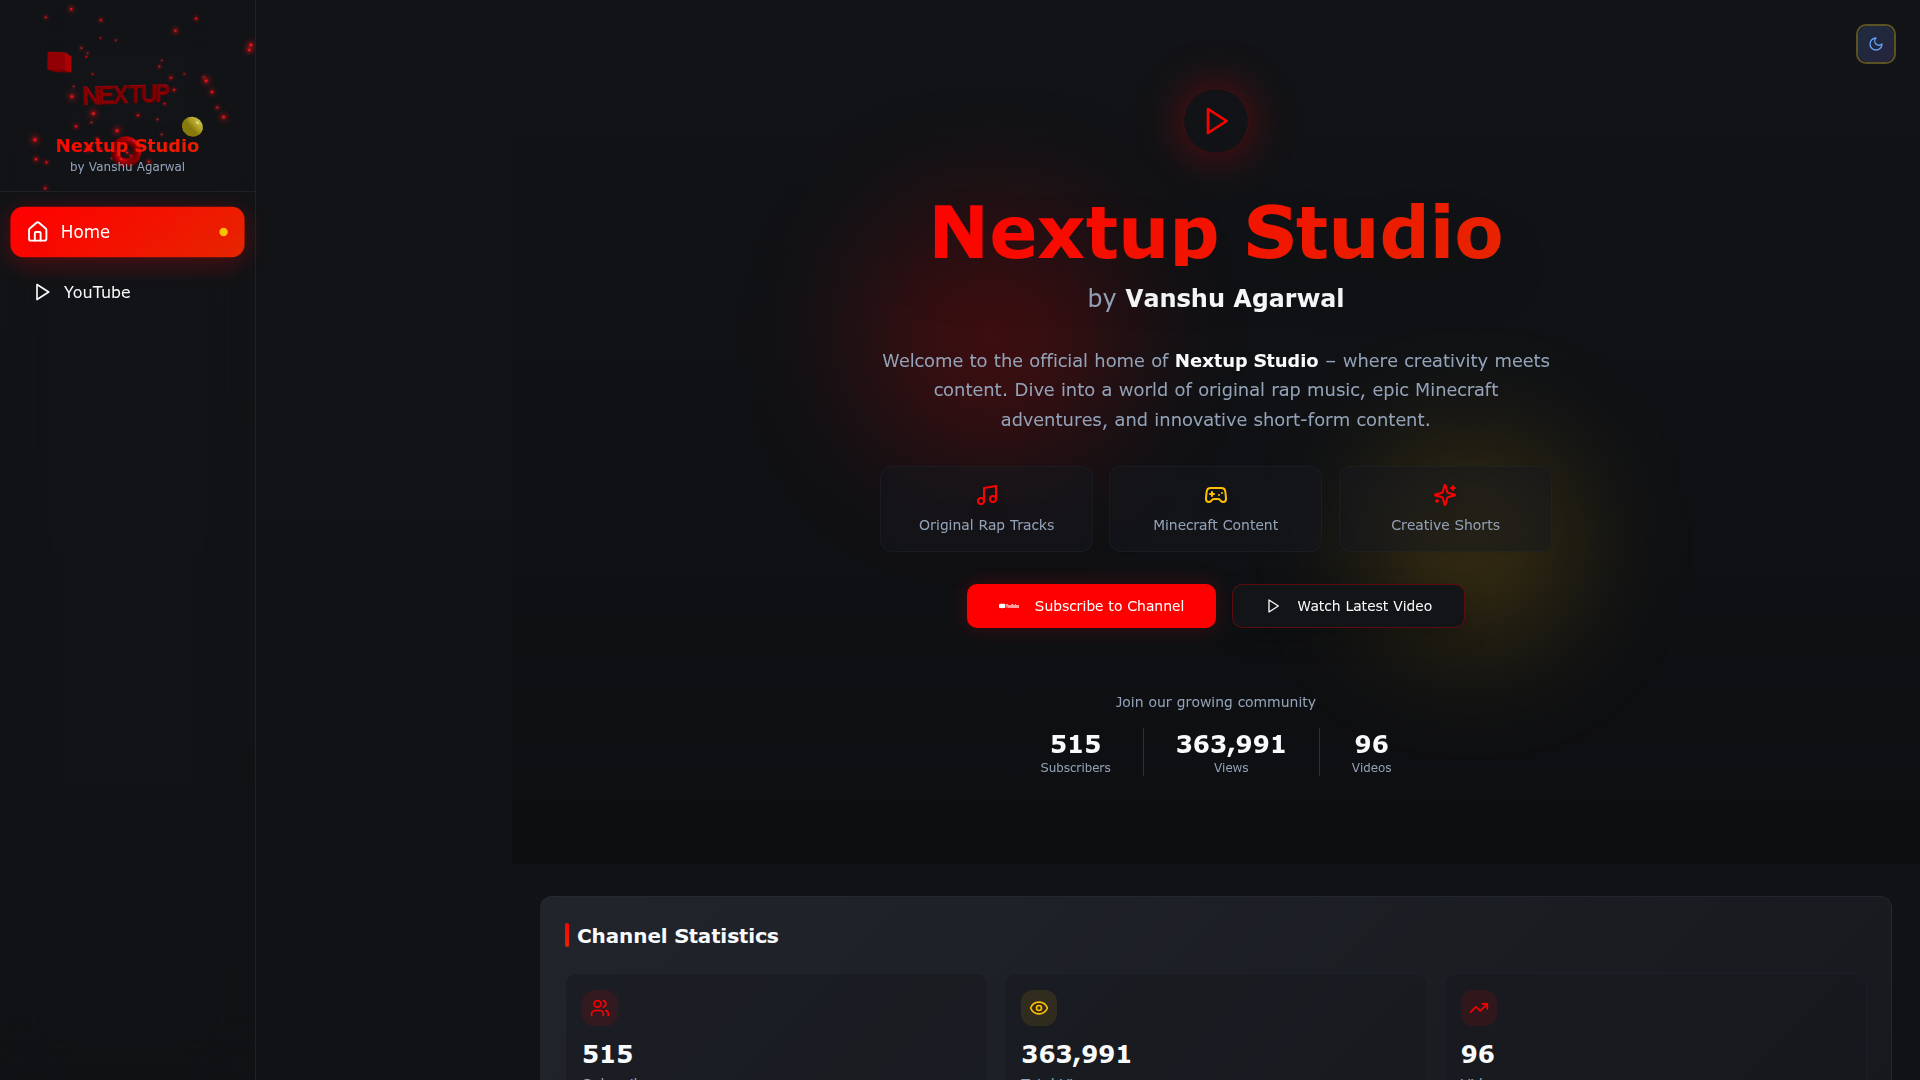 NEXTUP
Nextup Studio
by Vanshu Agarwal
Home
YouTube
Nextup Studio
by Vanshu Agarwal
Welcome to the official home of Nextup Studio – where creativity meets
content. Dive into a world of original rap music, epic Minecraft
adventures, and innovative short-form content.
Original Rap Tracks
Minecraft Content
Creative Shorts
Subscribe to Channel
Watch Latest Video
Join our growing community
515
Subscribers
363,991
Views
96
Videos
Channel Statistics
515
363,991
96